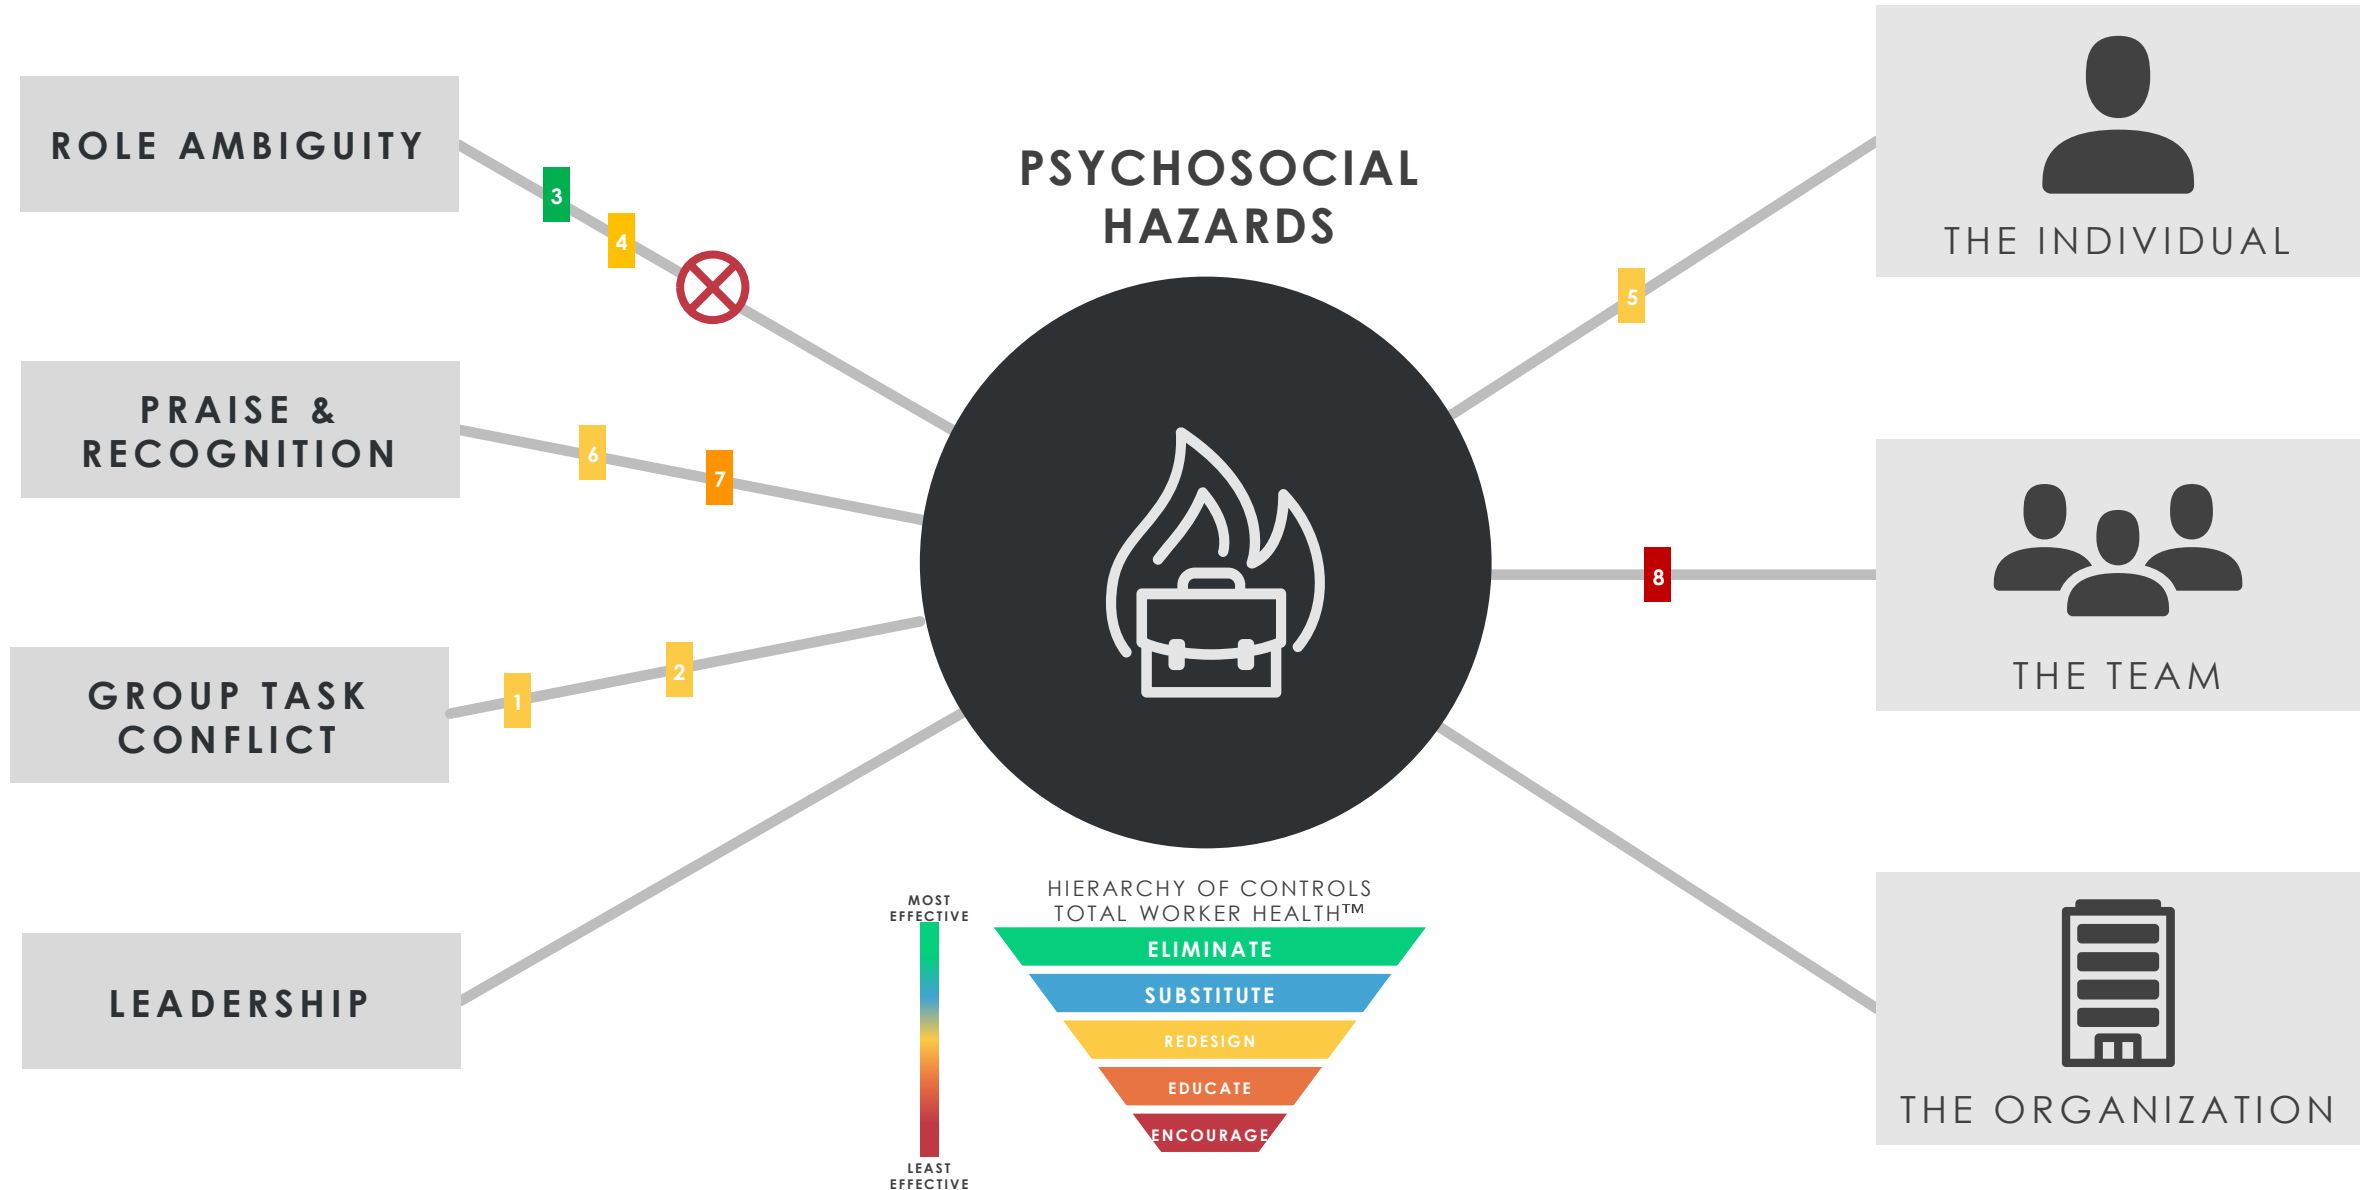 ROLE AMBIGUITY
3
4
PRAISE &
RECOGNITION
6
7
GROUP TASK
CONFLICT
1
2
LEADERSHIP
PSYCHOSOCIAL
HAZARDS
5
8
THE INDIVIDUAL
THE TEAM
THE ORGANIZATION
MOST
EFFECTIVE
LEAST
EFFECTIVE
HIERARCHY OF CONTROLS
TOTAL WORKER HEALTH™
ELIMINATE
SUBSTITUTE
REDESIGN
EDUCATE
ENCOURAGE